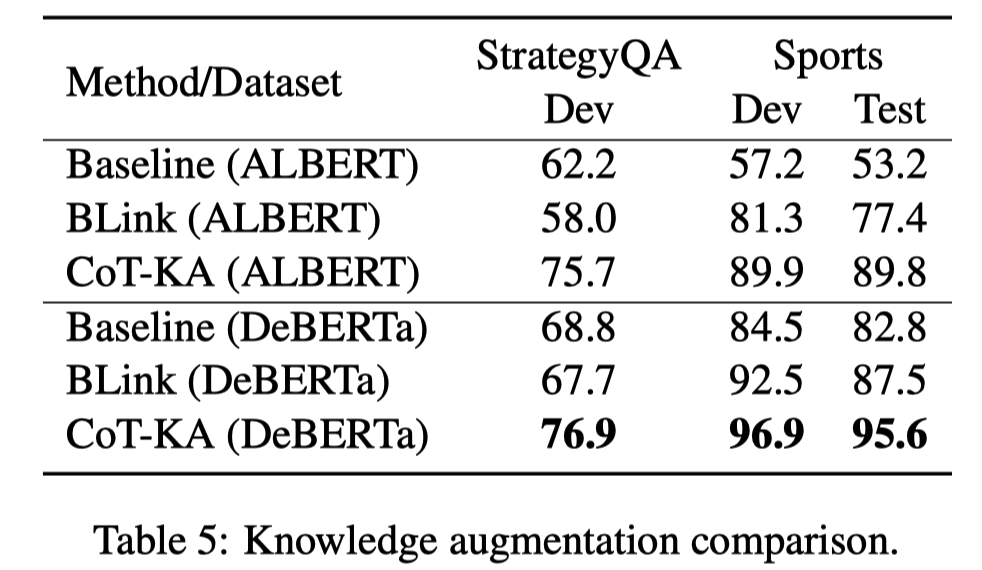 Method/Dataset StrategyQA Sports
Dev Dev Test
Baseline (ALBERT) 62.2 57.2 53.2
BLink (ALBERT) 58.0 81.3 77.4
CoT-KA (ALBERT) 75.7 89.9 89.8
Baseline (DeBERTa) 68.8 84.5 82.8
BLink (DeBERTa) 67.7 92.5 87.5
CoT-KA (DeBERTa) 76.9 96.9 95.6
Table 5: Knowledge augmentation comparison.